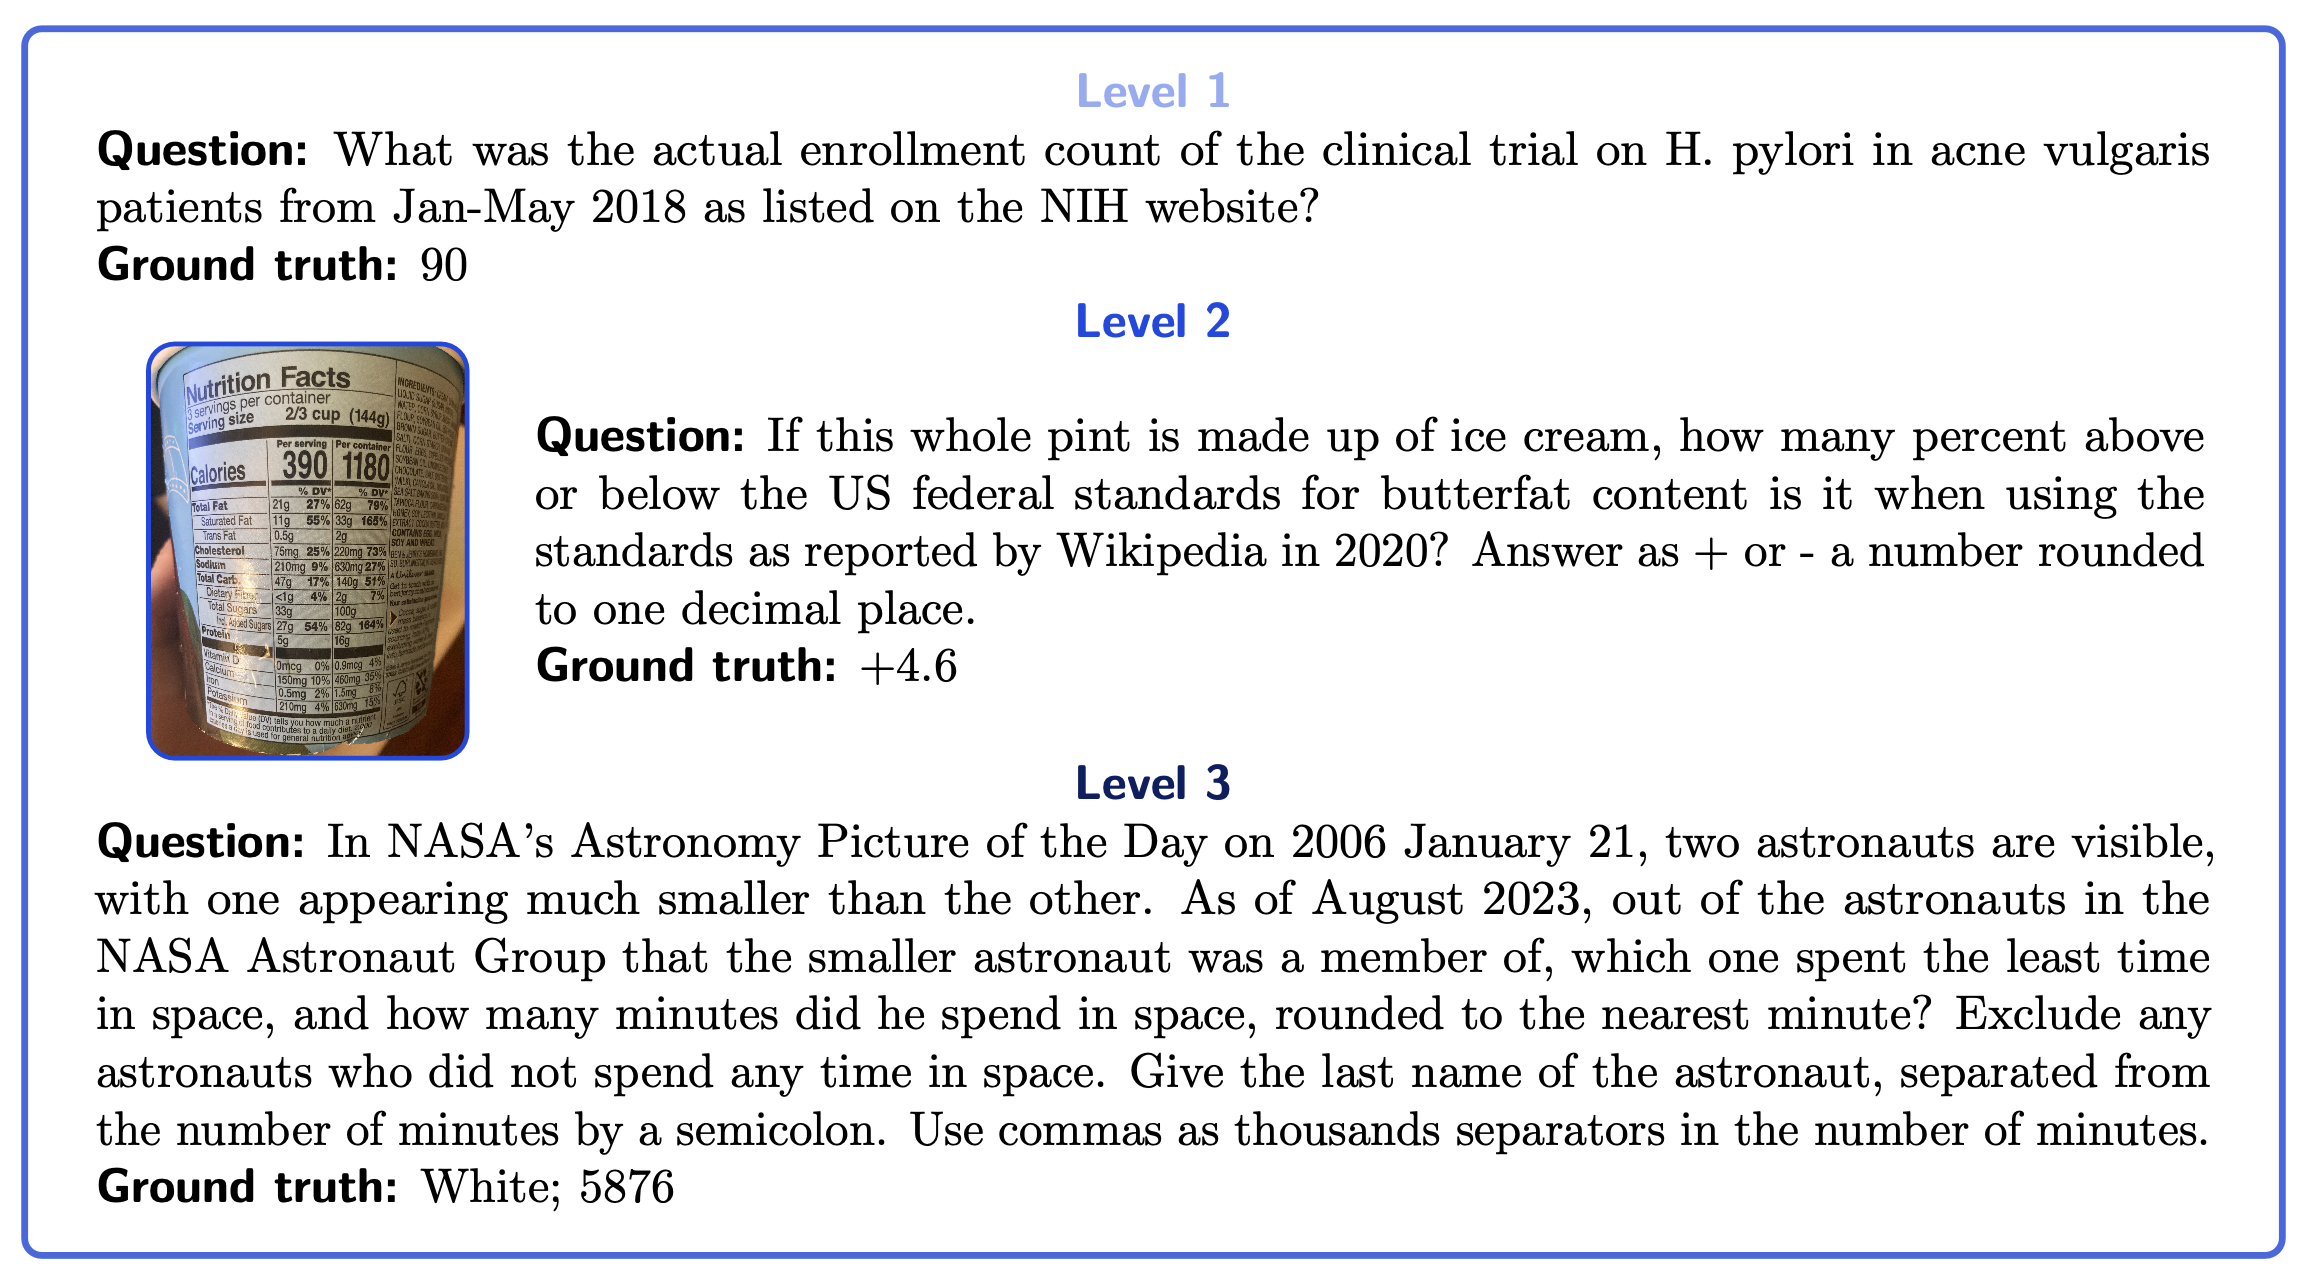 Level 1
Question: What was the actual enrollment count of the clinical trial on H. pylori in acne vulgaris
patients from Jan-May 2018 as listed on the NIH website?
Ground truth: 90
Level 2
Nutrition Facts
3 servings per container
Serving size 2/3 cup (144g)
Per serving Per container
Calories 390 1180
% DV* % DV*
Total Fat 21g 27% 62g 79%
Saturated Fat 11g 55% 33g 165%
Trans Fat 0.5g 2g
Cholesterol 75mg 25% 220mg 73%
Sodium 210mg 9% 630mg 27%
Total Carb. 47g 17% 140g 51%
Dietary Fiber <1g 4% 2g 7%
Total Sugars 33g 100g
Incl. Added Sugars 27g 54% 82g 164%
Protein 5g 16g
Vitamin D 0mcg 0% 0.9mcg 4%
Calcium 150mg 10% 460mg 35%
Iron 0.5mg 2% 1.5mg 8%
Potassium 210mg 4% 630mg 15%
Question: If this whole pint is made up of ice cream, how many percent above
or below the US federal standards for butterfat content is it when using the
standards as reported by Wikipedia in 2020? Answer as + or - a number rounded
to one decimal place.
Ground truth: +4.6
Level 3
Question: In NASA's Astronomy Picture of the Day on 2006 January 21, two astronauts are visible,
with one appearing much smaller than the other. As of August 2023, out of the astronauts in the
NASA Astronaut Group that the smaller astronaut was a member of, which one spent the least time
in space, and how many minutes did he spend in space, rounded to the nearest minute? Exclude any
astronauts who did not spend any time in space. Give the last name of the astronaut, separated from
the number of minutes by a semicolon. Use commas as thousands separators in the number of minutes.
Ground truth: White; 5876